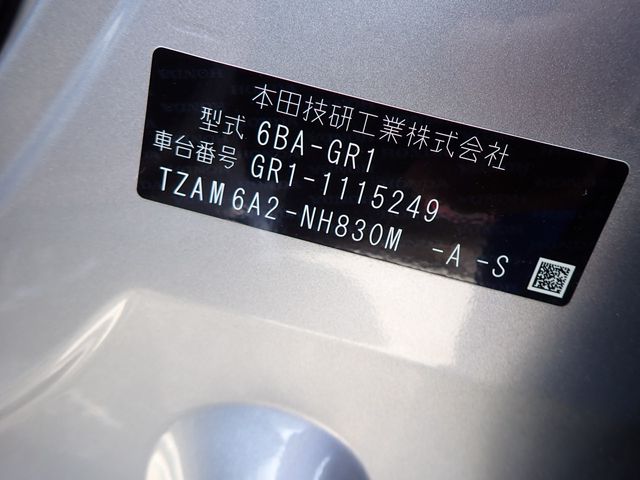 本田技研工業株式会社
型式 6BA-GR1
車台番号 GR1-1115249
TZAM6A2-NH830M -A -S